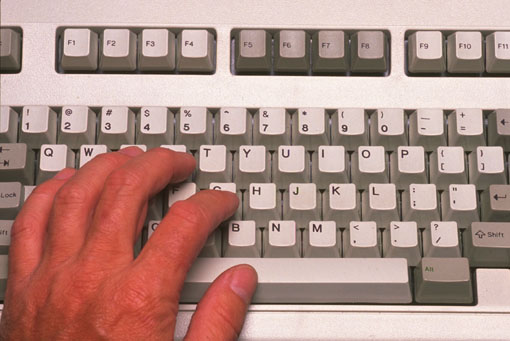 F1 F2 F3 F4 F5 F6 F7 F8 F9 F10 F11
! @ # $ % ^ & * ( ) _ +
1 2 3 4 5 6 7 8 9 0 - =
Q W T Y U I O P { }
[ ]
Lock F G H J K L : "
; '
Shift B N M < > ? Shift
, . /
Alt